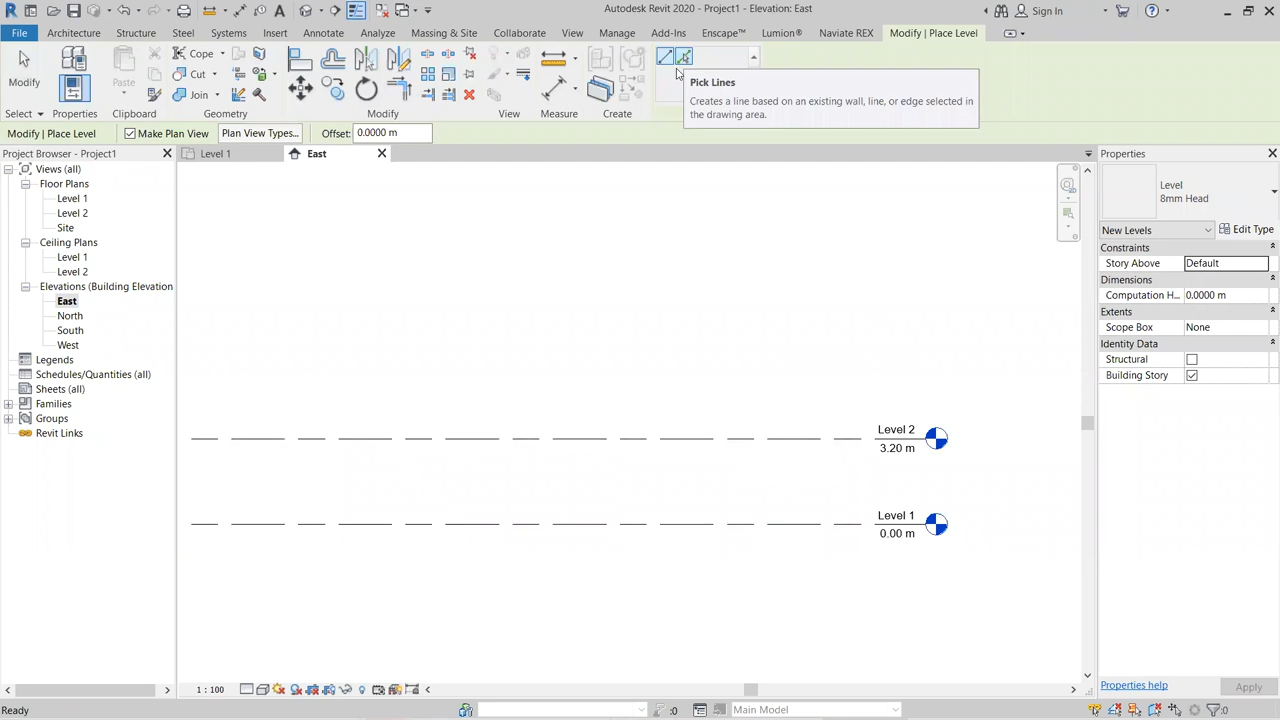 Autodesk Revit 2020 - Project1 - Elevation: East
Sign In
File
Architecture
Structure
Steel
Systems
Insert
Annotate
Analyze
Massing & Site
Collaborate
View
Manage
Add-Ins
Enscape™
Lumion®
Naviate REX
Modify | Place Level
Modify
Paste
Cope
Cut
Join
Select
Properties
Clipboard
Geometry
Modify
View
Measure
Create
Pick Lines
Creates a line based on an existing wall, line, or edge selected in
the drawing area.
Modify | Place Level
Make Plan View
Plan View Types...
Offset:
0.0000 m
Project Browser - Project1
Level 1
East
Properties
Views (all)
Floor Plans
Level 1
Level 2
Site
Ceiling Plans
Level 1
Level 2
Elevations (Building Elevation
East
North
South
West
Legends
Schedules/Quantities (all)
Sheets (all)
Families
Groups
Revit Links
Level 2
3.20 m
Level 1
0.00 m
Level
8mm Head
New Levels
Edit Type
Constraints
Story Above
Default
Dimensions
Computation H...
0.0000 m
Extents
Scope Box
None
Identity Data
Structural
Building Story
Properties help
Apply
1 : 100
Ready
:0
Main Model
:0